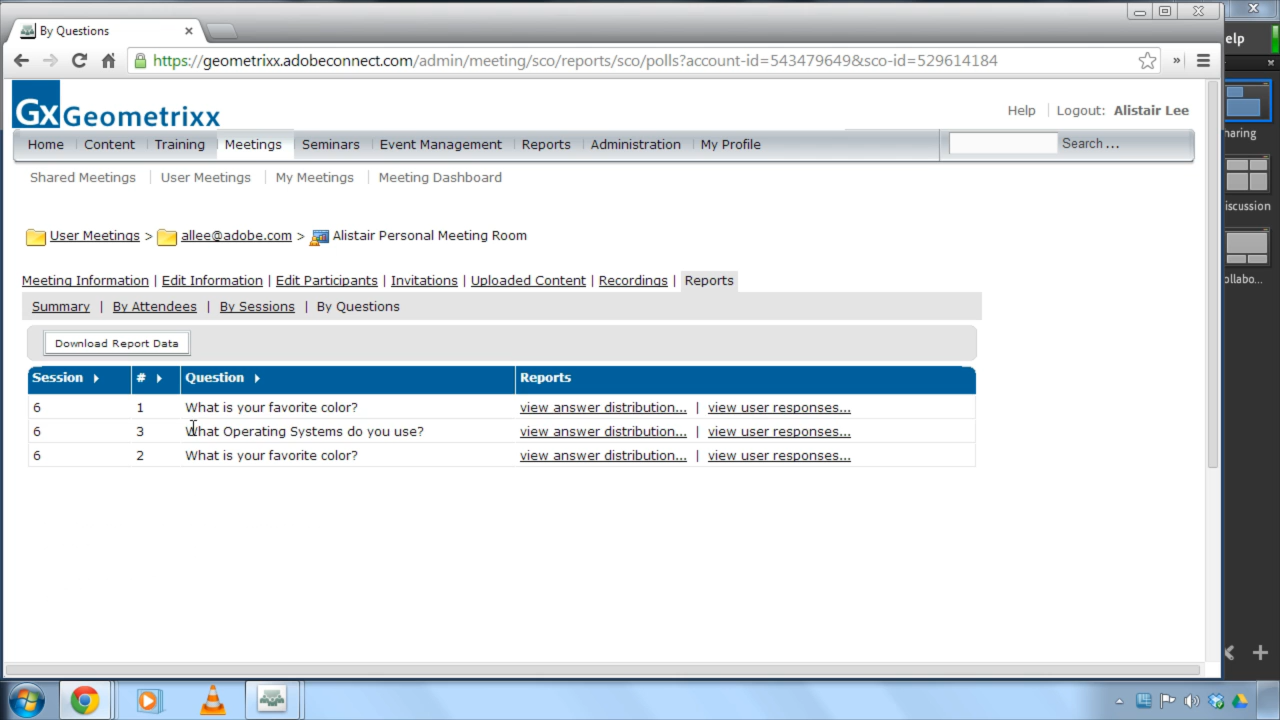 By Questions
https://geometrixx.adobeconnect.com/admin/meeting/sco/reports/sco/polls?account-id=543479649&sco-id=529614184
elp
Gx Geometrixx
Help | Logout: Alistair Lee
Home Content Training Meetings Seminars Event Management Reports Administration My Profile Search ...
haring
Shared Meetings | User Meetings | My Meetings | Meeting Dashboard
iscussion
User Meetings > allee@adobe.com > Alistair Personal Meeting Room
Meeting Information | Edit Information | Edit Participants | Invitations | Uploaded Content | Recordings | Reports
ollabo...
Summary | By Attendees | By Sessions | By Questions
Download Report Data
Session # Question Reports
6 1 What is your favorite color? view answer distribution... | view user responses...
6 3 What Operating Systems do you use? view answer distribution... | view user responses...
6 2 What is your favorite color? view answer distribution... | view user responses...